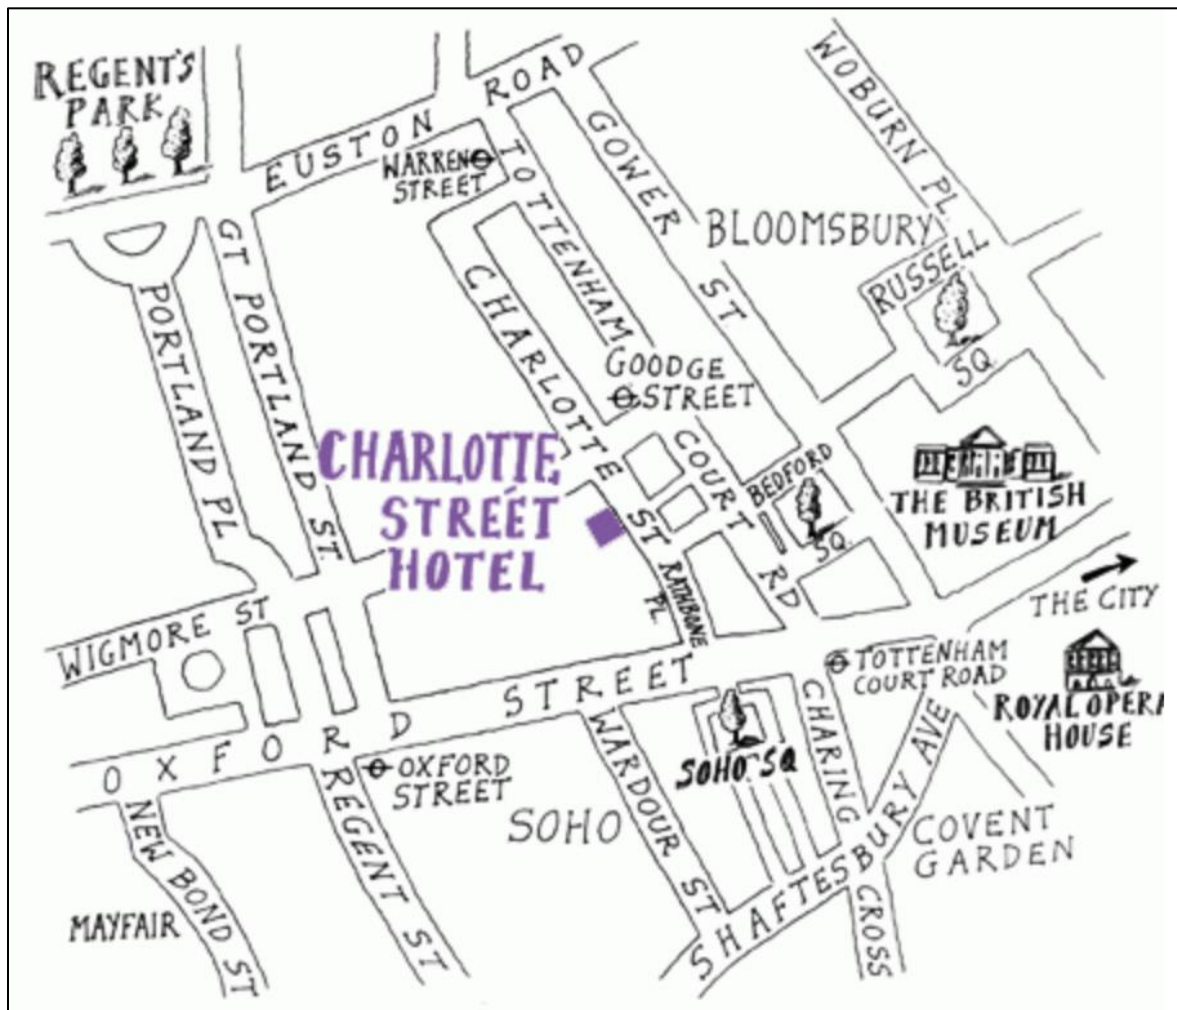 REGENT'S
PARK
EUSTON ROAD
WARREN
STREET
TOTTENHAM COURT RD
GOWER ST
WOBURN PL
BLOOMSBURY
RUSSELL
SQ
GT PORTLAND ST.
PORTLAND PL
CHARLOTTE ST
GOODGE
STREET
CHARLOTTE
STREET
HOTEL
BEDFORD
SQ
THE BRITISH
MUSEUM
RATHBONE
PL
THE CITY
WIGMORE ST
OXFORD STREET
TOTTENHAM
COURT ROAD
ROYAL OPERA
HOUSE
OXFORD
STREET
NEW BOND ST
REGENT ST
SOHO
WARDOUR ST
SOHO SQ
CHARING CROSS
SHAFTESBURY AVE
COVENT
GARDEN
MAYFAIR